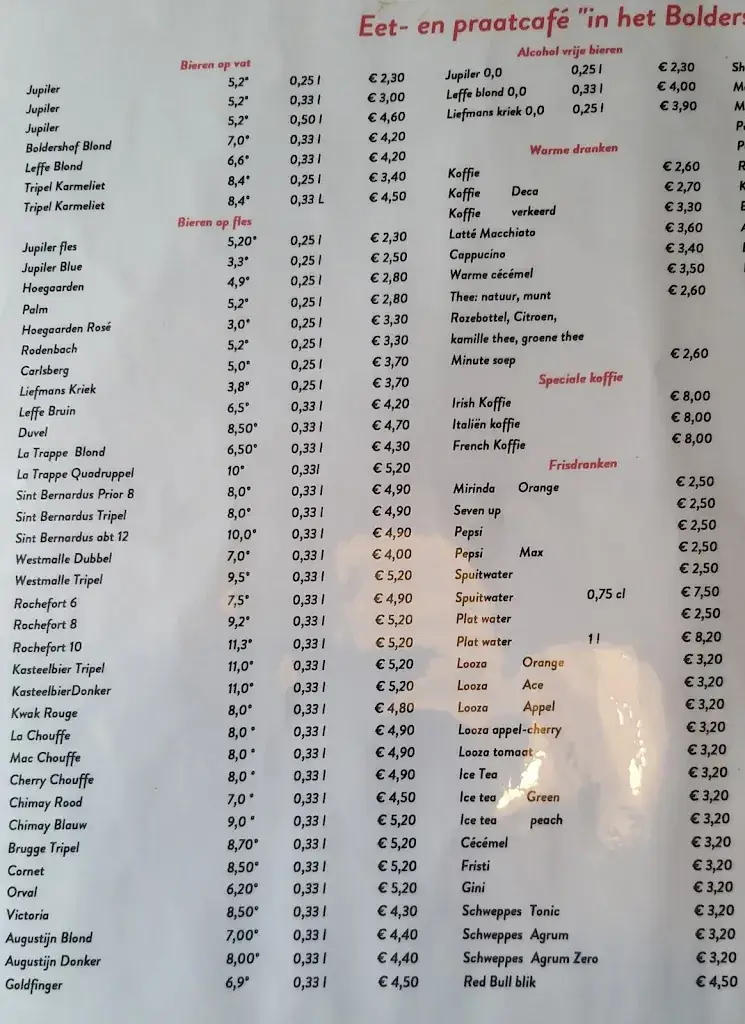 Eet- en praatcafé "in het Bolders
Bieren op vat
Jupiler 5,2° 0,25 l € 2,30
Jupiler 5,2° 0,33 l € 3,00
Jupiler 5,2° 0,50 l € 4,60
Boldershof Blond 7,0° 0,33 l € 4,20
Leffe Blond 6,6° 0,33 l € 4,20
Tripel Karmeliet 8,4° 0,25 l € 3,40
Tripel Karmeliet 8,4° 0,33 L € 4,50
Bieren op fles
Jupiler fles 5,20° 0,25 l € 2,30
Jupiler Blue 3,3° 0,25 l € 2,50
Hoegaarden 4,9° 0,25 l € 2,80
Palm 5,2° 0,25 l € 2,80
Hoegaarden Rosé 3,0° 0,25 l € 3,30
Rodenbach 5,2° 0,25 l € 3,30
Carlsberg 5,0° 0,25 l € 3,70
Liefmans Kriek 3,8° 0,25 l € 3,70
Leffe Bruin 6,5° 0,33 l € 4,20
Duvel 8,50° 0,33 l € 4,70
La Trappe Blond 6,50° 0,33 l € 4,30
La Trappe Quadruppel 10° 0,33l € 5,20
Sint Bernardus Prior 8 8,0° 0,33 l € 4,90
Sint Bernardus Tripel 8,0° 0,33 l € 4,90
Sint Bernardus abt 12 10,0° 0,33 l € 4,90
Westmalle Dubbel 7,0° 0,33 l € 4,00
Westmalle Tripel 9,5° 0,33 l € 5,20
Rochefort 6 7,5° 0,33 l € 4,90
Rochefort 8 9,2° 0,33 l € 5,20
Rochefort 10 11,3° 0,33 l € 5,20
Kasteelbier Tripel 11,0° 0,33 l € 5,20
KasteelbierDonker 11,0° 0,33 l € 5,20
Kwak Rouge 8,0° 0,33 l € 4,80
La Chouffe 8,0 ° 0,33 l € 4,90
Mac Chouffe 8,0 ° 0,33 l € 4,90
Cherry Chouffe 8,0 ° 0,33 l € 4,90
Chimay Rood 7,0 ° 0,33 l € 4,50
Chimay Blauw 9,0 ° 0,33 l € 5,20
Brugge Tripel 8,70° 0,33 l € 5,20
Cornet 8,50° 0,33 l € 5,20
Orval 6,20° 0,33 l € 5,20
Victoria 8,50° 0,33 l € 4,30
Augustijn Blond 7,00° 0,33 l € 4,40
Augustijn Donker 8,00° 0,33 l € 4,40
Goldfinger 6,9° 0,33 l € 4,50
Alcohol vrije bieren
Jupiler 0,0 0,25 l € 2,30
Leffe blond 0,0 0,33 l € 4,00
Liefmans kriek 0,0 0,25 l € 3,90
Warme dranken
Koffie € 2,60
Koffie Deca € 2,70
Koffie verkeerd € 3,30
Latté Macchiato € 3,60
Cappucino € 3,40
Warme cécémel € 3,50
Thee: natuur, munt € 2,60
Rozebottel, Citroen,
kamille thee, groene thee
Minute soep € 2,60
Speciale koffie
Irish Koffie € 8,00
Italiën koffie € 8,00
French Koffie € 8,00
Frisdranken
Mirinda Orange € 2,50
Seven up € 2,50
Pepsi € 2,50
Pepsi Max € 2,50
Spuitwater € 2,50
Spuitwater 0,75 cl € 7,50
Plat water € 2,50
Plat water 1 l € 8,20
Looza Orange € 3,20
Looza Ace € 3,20
Looza Appel € 3,20
Looza appel-cherry € 3,20
Looza tomaat € 3,20
Ice Tea € 3,20
Ice tea Green € 3,20
Ice tea peach € 3,20
Cécémel € 3,20
Fristi € 3,20
Gini € 3,20
Schweppes Tonic € 3,20
Schweppes Agrum € 3,20
Schweppes Agrum Zero € 3,20
Red Bull blik € 4,50